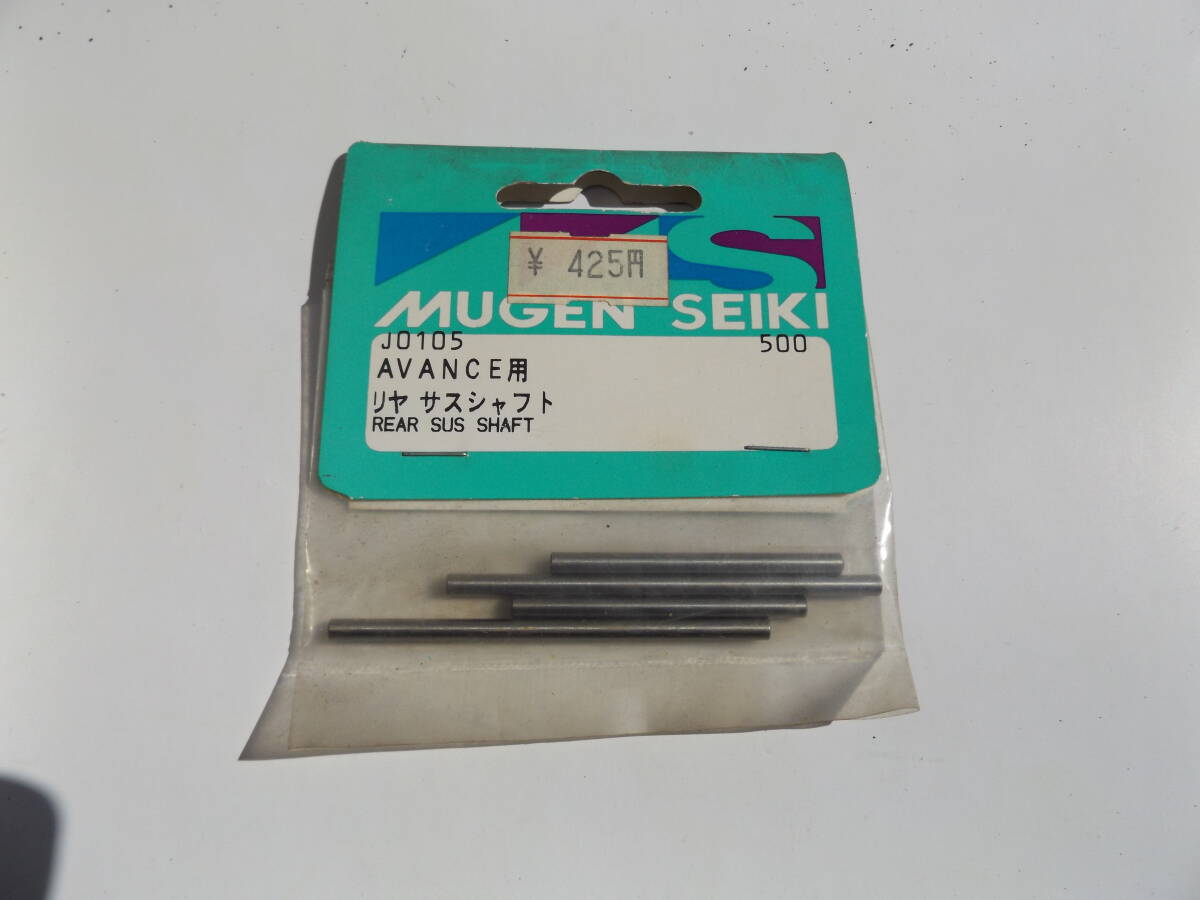 ¥ 425円
MUGEN SEIKI
J0105 500
AVANCE用
リヤ サスシャフト
REAR SUS SHAFT